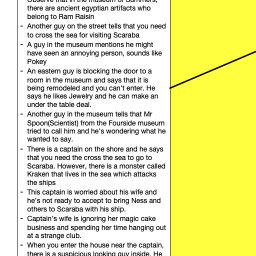 Observe that in the museum of Summers,
there are ancient egyptian artifacts who
belong to Ram Raisin
- Another guy on the street tells that you need
to cross the sea for visiting Scaraba
- A guy in the museum mentions he might
have seen an annoying person, sounds like
Pokey
- An eastern guy is blocking the door to a
room in the museum and says that it is
being remodeled and you can't enter. He
says he likes Jewelry and he can make an
under the table deal.
- Another guy in the museum tells that Mr
Spoon(Scientist) from the Fourside museum
tried to call him and he's wondering what he
wanted to say.
- There is a captain on the shore and he says
that you need the cross the sea to go to
Scaraba. However, there is a monster called
Kraken that lives in the sea which attacks
the ships
- This captain is worried about his wife and
he's not ready to accept to bring Ness and
others to Scaraba with his ship.
- Captain's wife is ignoring her magic cake
business and spending her time hanging out
at a strange club.
- When you enter the house near the captain,
there is a suspicious looking guy inside. He